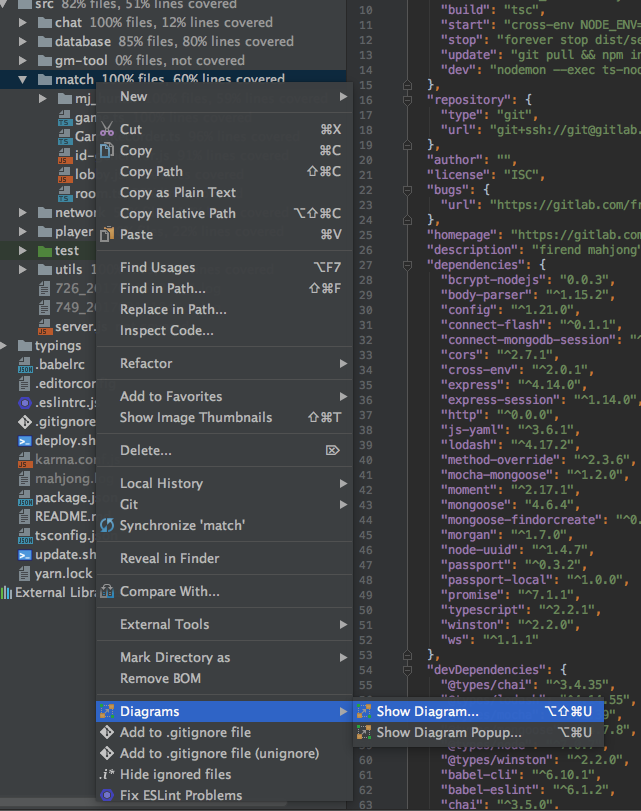 src 82% files, 51% lines covered
chat 100% files, 12% lines covered
database 85% files, 80% lines covered
gm-tool 0% files, not covered
match 100% files, 60% lines covered
mj_
gam
Gam
id-
lob
roo
network
player
test
utils 1
726_20
749_20
server.
typings
.babelrc
.editorcon
.eslintrc.js
.gitignore
deploy.sh
karma.con
mahjong.i
package.js
README.m
tsconfig.j
update.sh
yarn.lock
External Libra
New
Cut ⌘X
Copy ⌘C
Copy Path ⇧⌘C
Copy as Plain Text
Copy Relative Path ⌥⇧⌘C
Paste ⌘V
Find Usages ⌥F7
Find in Path... ⇧⌘F
Replace in Path...
Inspect Code...
Refactor
Add to Favorites
Show Image Thumbnails ⇧⌘T
Delete... ⌦
Local History
Git
Synchronize 'match'
Reveal in Finder
Compare With...
External Tools
Mark Directory as
Remove BOM
Diagrams
Add to .gitignore file
Add to .gitignore file (unignore)
Hide ignored files
Fix ESLint Problems
Show Diagram... ⌥⇧⌘U
Show Diagram Popup... ⌥⌘U
10 "build": "tsc",
11 "start": "cross-env NODE_ENV=
12 "stop": "forever stop dist/se
13 "update": "git pull && npm in
14 "dev": "nodemon --exec ts-nod
15 },
16 "repository": {
17 "type": "git",
18 "url": "git+ssh://git@gitlab.
19 },
20 "author": "",
21 "license": "ISC",
22 "bugs": {
23 "url": "https://gitlab.com/fr
24 },
25 "homepage": "https://gitlab.com
26 "description": "firend mahjong"
27 "dependencies": {
28 "bcrypt-nodejs": "0.0.3",
29 "body-parser": "^1.15.2",
30 "config": "^1.21.0",
31 "connect-flash": "^0.1.1",
32 "connect-mongodb-session": "^
33 "cors": "^2.7.1",
34 "cross-env": "^2.0.1",
35 "express": "^4.14.0",
36 "express-session": "^1.14.0",
37 "http": "^0.0.0",
38 "js-yaml": "^3.6.1",
39 "lodash": "^4.17.2",
40 "method-override": "^2.3.6",
41 "mocha-mongoose": "^1.2.0",
42 "moment": "^2.17.1",
43 "mongoose": "4.6.4",
44 "mongoose-findorcreate": "^0.
45 "morgan": "^1.7.0",
46 "node-uuid": "^1.4.7",
47 "passport": "^0.3.2",
48 "passport-local": "^1.0.0",
49 "promise": "^7.1.1",
50 "typescript": "^2.2.1",
51 "winston": "^2.2.0",
52 "ws": "^1.1.1"
53 },
54 "devDependencies": {
55 "@types/chai": "^3.4.35",
"@types/winston": "^2.2.0",
60
61 "babel-cli": "^6.10.1",
62 "babel-eslint": "^6.1.2",
63 "chai": "^3.5.0",